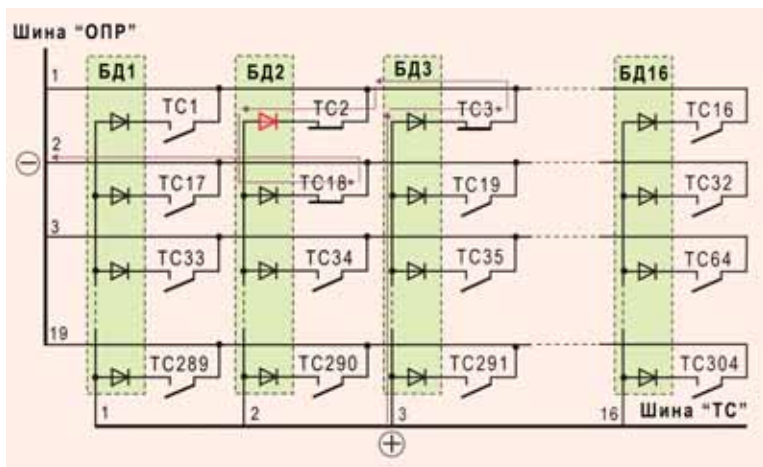 Шина “ОПР”
1 БД1 БД2 БД3 БД16
ТС1 ТС2 ТС3* ТС16
2
− ТС17 ТС18* ТС19 ТС32
3
ТС33 ТС34 ТС35 ТС64
19
ТС289 ТС290 ТС291 ТС304
1 2 3 16 Шина “ТС”
+